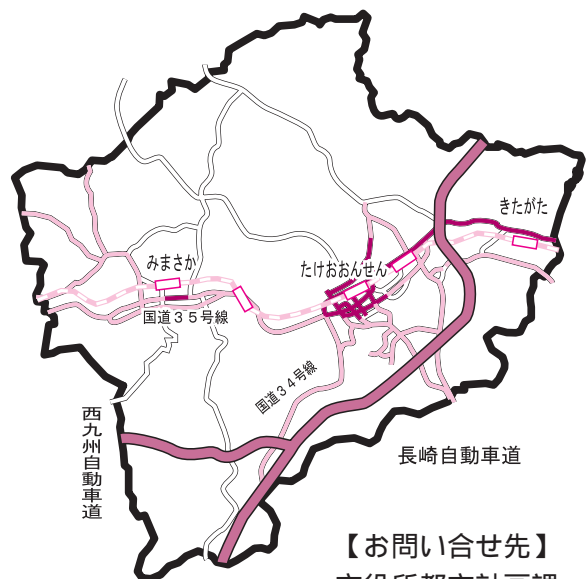 きたがた
みまさか
たけおおんせん
国道３５号線
国道３４号線
西九州自動車道
長崎自動車道
【お問い合せ先】